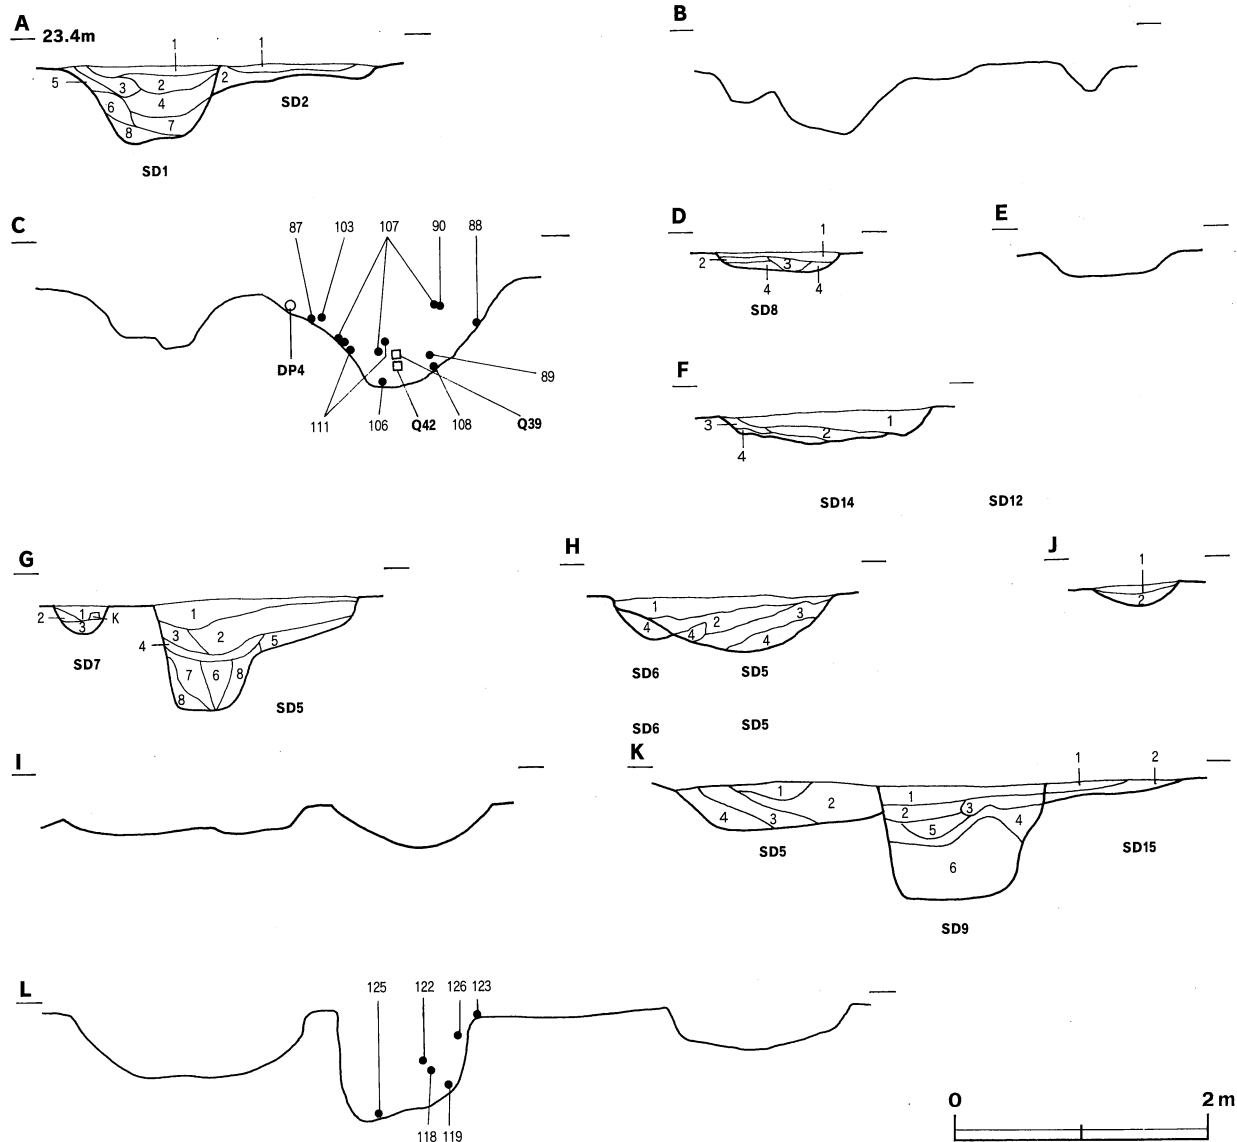 A 23.4m
B
1 1
5 3 2 2
6 4
8 7
SD2
SD1
C
87 103 107 90 88
DP4
89
111 106 Q42 108 Q39
D
1
2 3
4 4
SD8
E
F
1
3 2
4
SD14 SD12
G
2 1 K
3
SD7
1
3 2
4 5
7 6 8
8
SD5
H
1 2 3
4 4 4
SD6 SD5
SD6 SD5
J
1
2
I
K
1 2
1 2
4 3
SD5
1
2 3
5 4
6
SD15
SD9
L
125 122 126 123
118 119
0 2m